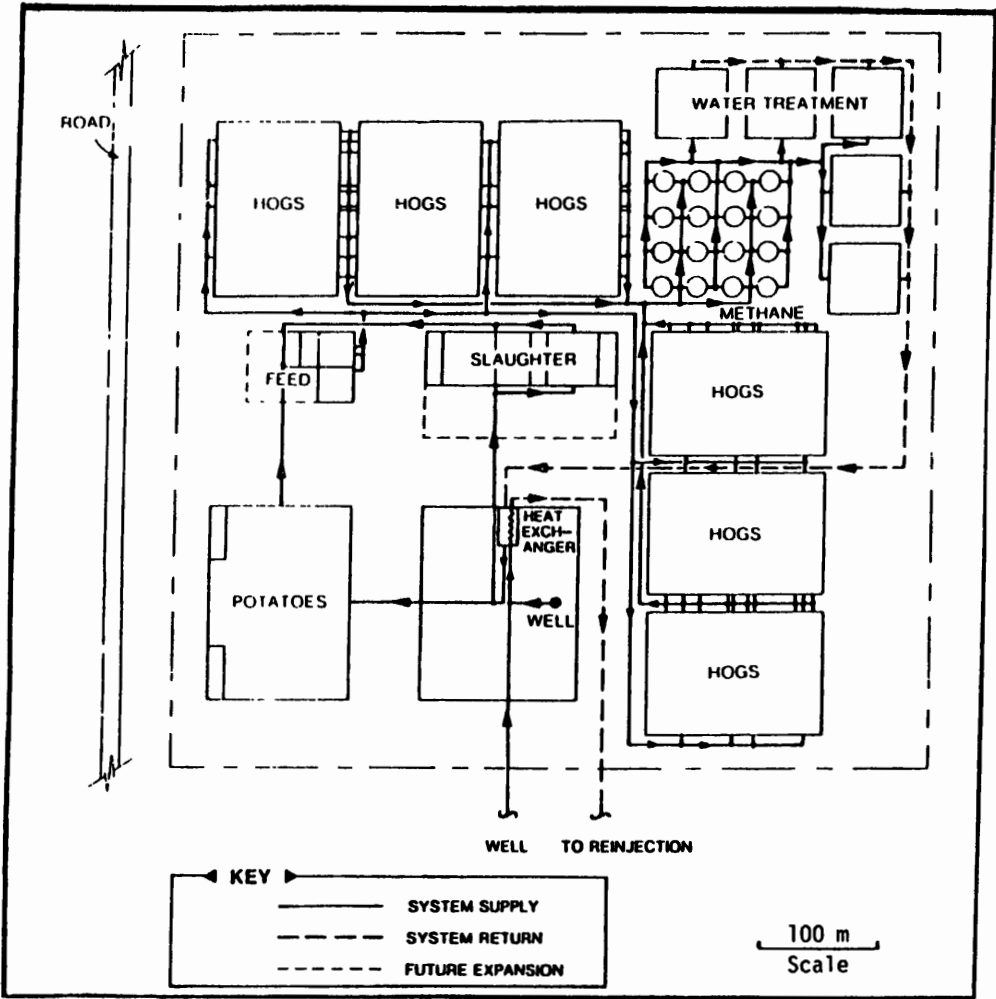 ROAD
WATER TREATMENT
HOGS
HOGS
HOGS
METHANE
FEED
SLAUGHTER
HOGS
HEAT
EXCH-
ANGER
HOGS
POTATOES
WELL
HOGS
WELL
TO REINJECTION
KEY
SYSTEM SUPPLY
SYSTEM RETURN
FUTURE EXPANSION
100 m
Scale